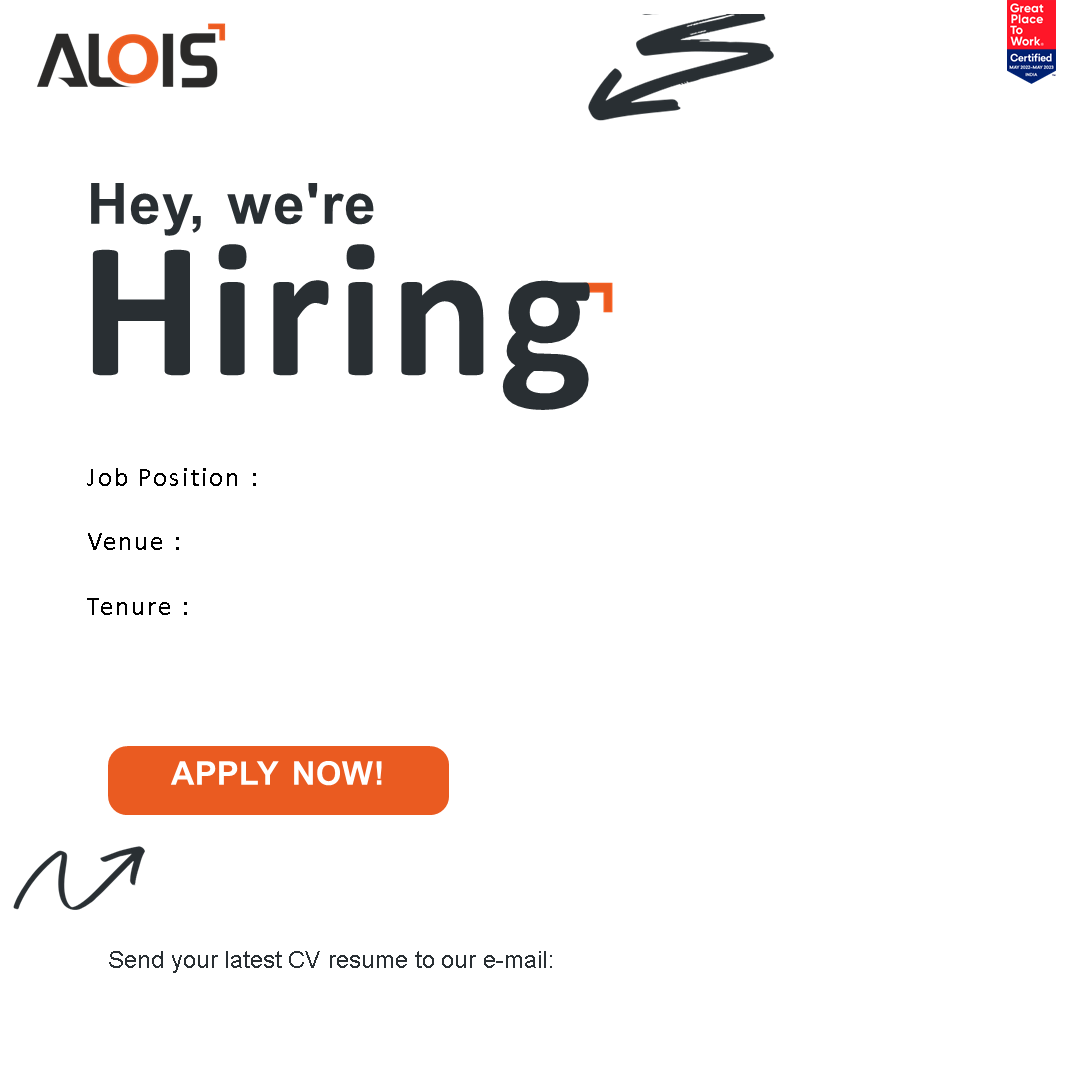 ALOIS
Great
Place
To
Work.
Certified
MAY 2022-MAY 2023
INDIA
Hey, we're
Hiring
Job Position :
Venue :
Tenure :
APPLY NOW!
Send your latest CV resume to our e-mail: